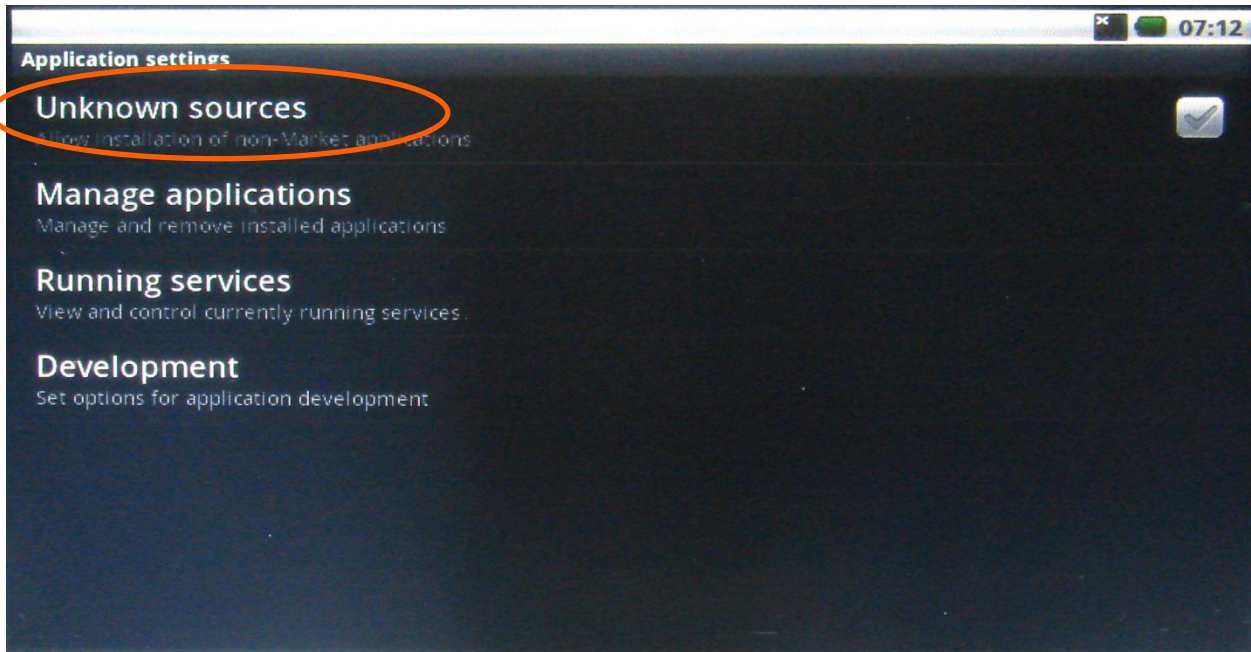 07:12
Application settings
Unknown sources
Allow installation of non-Market applications
Manage applications
Manage and remove installed applications
Running services
View and control currently running services
Development
Set options for application development